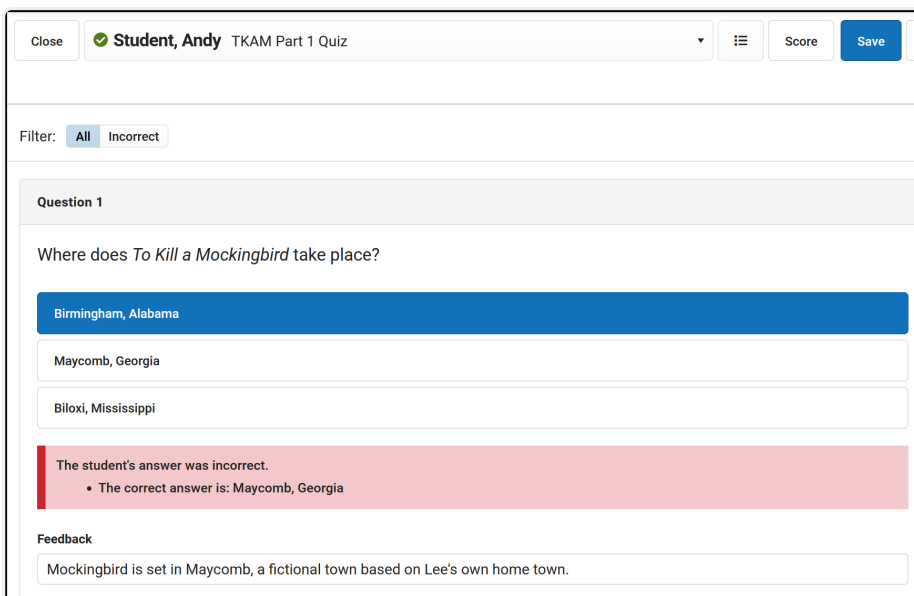 Close Student, Andy TKAM Part 1 Quiz Score Save
Filter: All Incorrect
Question 1
Where does To Kill a Mockingbird take place?
Birmingham, Alabama
Maycomb, Georgia
Biloxi, Mississippi
The student's answer was incorrect.
• The correct answer is: Maycomb, Georgia
Feedback
Mockingbird is set in Maycomb, a fictional town based on Lee's own home town.